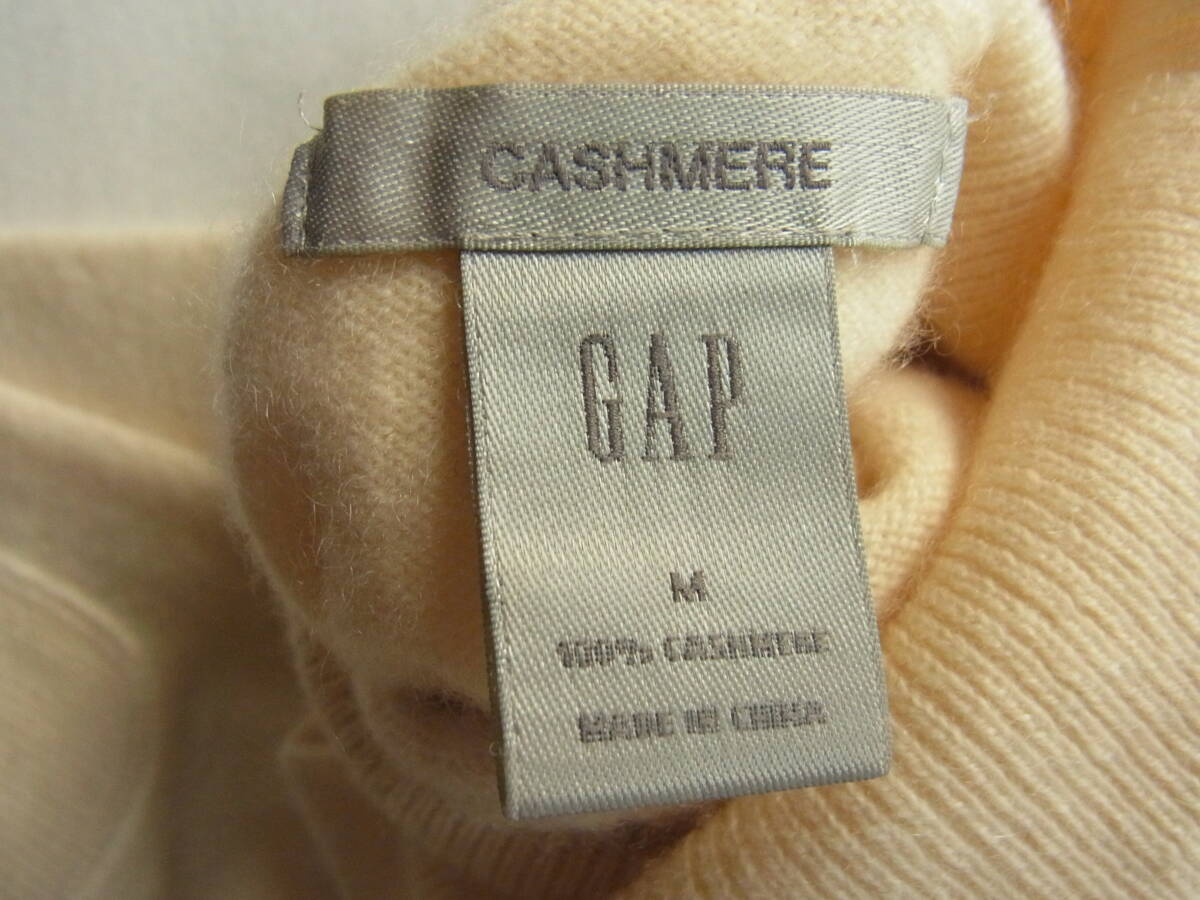 CASHMERE
GAP
M
100% CASHMERE
MADE IN CHINA